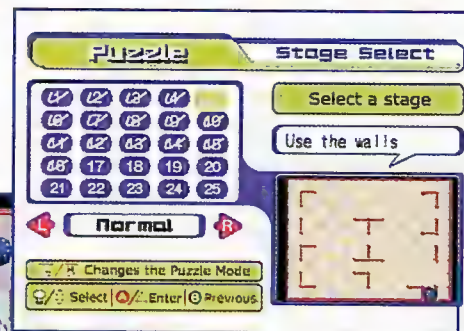 Puzzle
Stage Select
Select a stage
Use the walls
17 18 19 20
21 22 23 24 25
L Normal R
Changes the Puzzle Mode
Select Enter Previous